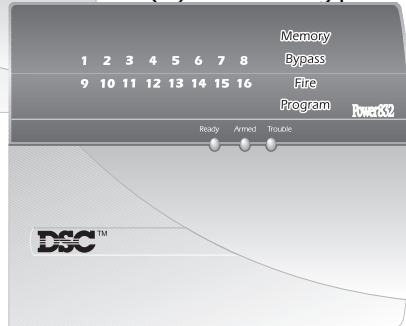 Memory
1 2 3 4 5 6 7 8 Bypass
9 10 11 12 13 14 15 16 Fire
Program Power832
Ready Armed Trouble
DSC™